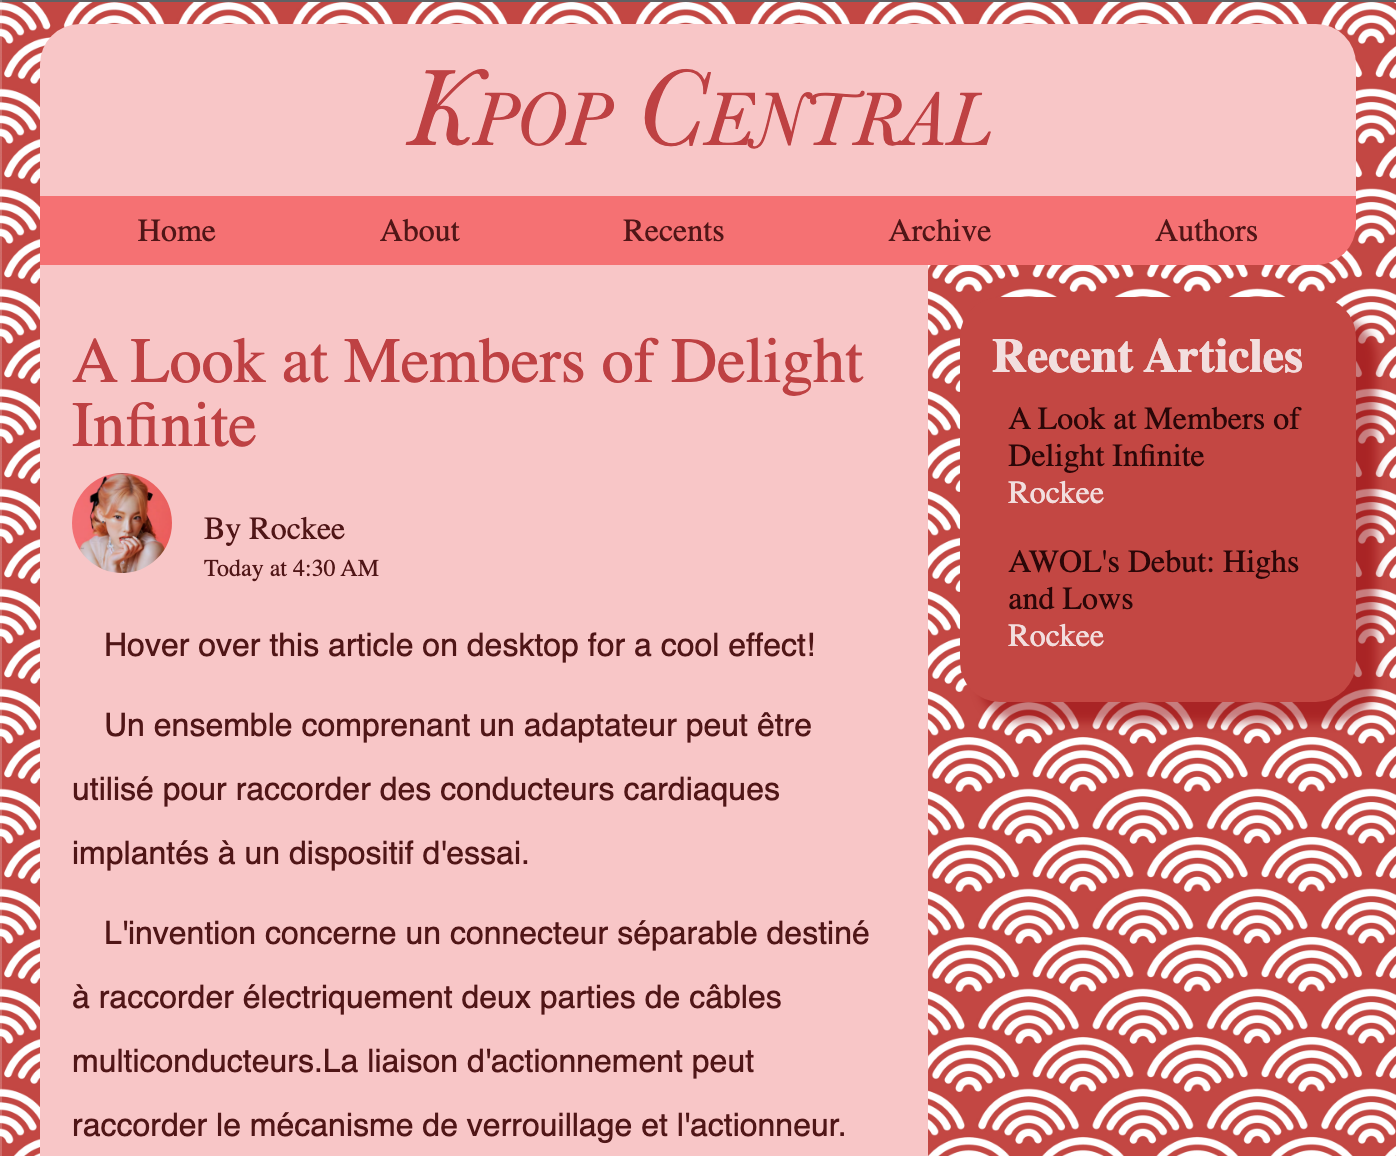 Kpop Central
Home About Recents Archive Authors
A Look at Members of Delight
Infinite
By Rockee
Today at 4:30 AM
Hover over this article on desktop for a cool effect!
Un ensemble comprenant un adaptateur peut être
utilisé pour raccorder des conducteurs cardiaques
implantés à un dispositif d'essai.
L'invention concerne un connecteur séparable destiné
à raccorder électriquement deux parties de câbles
multiconducteurs.La liaison d'actionnement peut
raccorder le mécanisme de verrouillage et l'actionneur.
Recent Articles
A Look at Members of
Delight Infinite
Rockee
AWOL's Debut: Highs
and Lows
Rockee